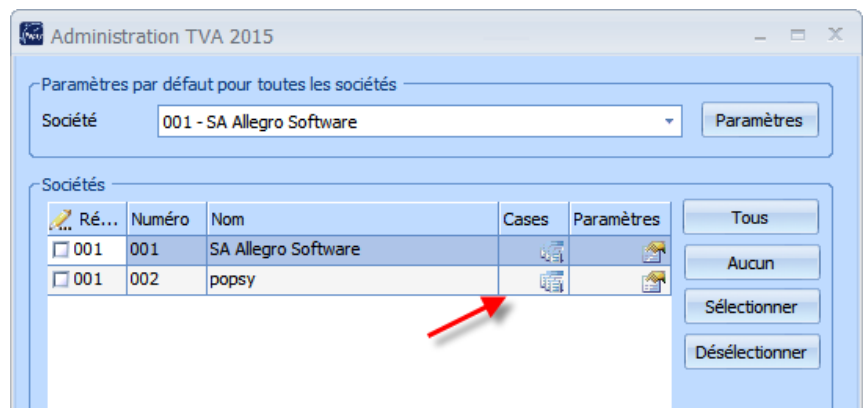 Administration TVA 2015
Paramètres par défaut pour toutes les sociétés
Société 001 - SA Allegro Software Paramètres
Sociétés
Ré... Numéro Nom Cases Paramètres Tous
001 001 SA Allegro Software
Aucun
001 002 popsy
Sélectionner
Désélectionner